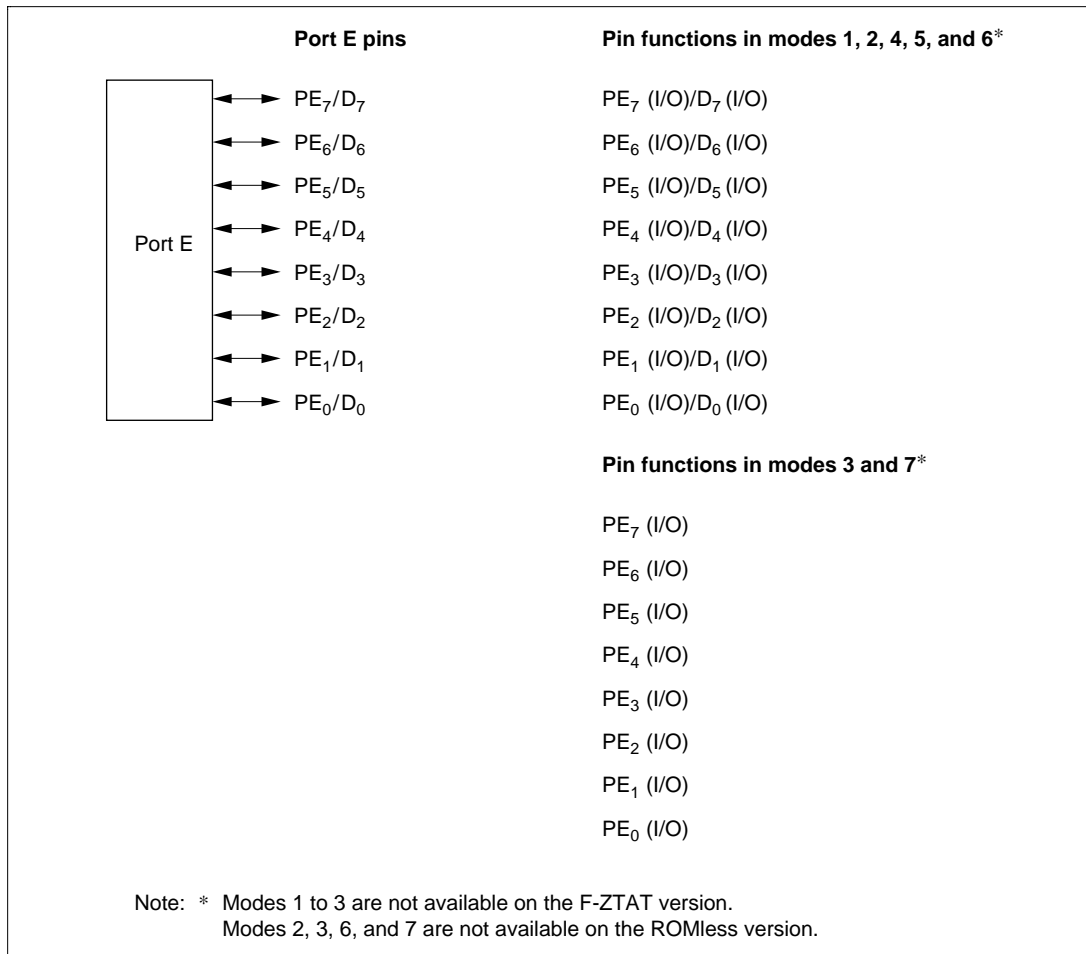 Port E pins Pin functions in modes 1, 2, 4, 5, and 6*
PE7/D7 PE7 (I/O)/D7 (I/O)
PE6/D6 PE6 (I/O)/D6 (I/O)
PE5/D5 PE5 (I/O)/D5 (I/O)
PE4/D4 PE4 (I/O)/D4 (I/O)
Port E
PE3/D3 PE3 (I/O)/D3 (I/O)
PE2/D2 PE2 (I/O)/D2 (I/O)
PE1/D1 PE1 (I/O)/D1 (I/O)
PE0/D0 PE0 (I/O)/D0 (I/O)
Pin functions in modes 3 and 7*
PE7 (I/O)
PE6 (I/O)
PE5 (I/O)
PE4 (I/O)
PE3 (I/O)
PE2 (I/O)
PE1 (I/O)
PE0 (I/O)
Note: * Modes 1 to 3 are not available on the F-ZTAT version.
Modes 2, 3, 6, and 7 are not available on the ROMless version.